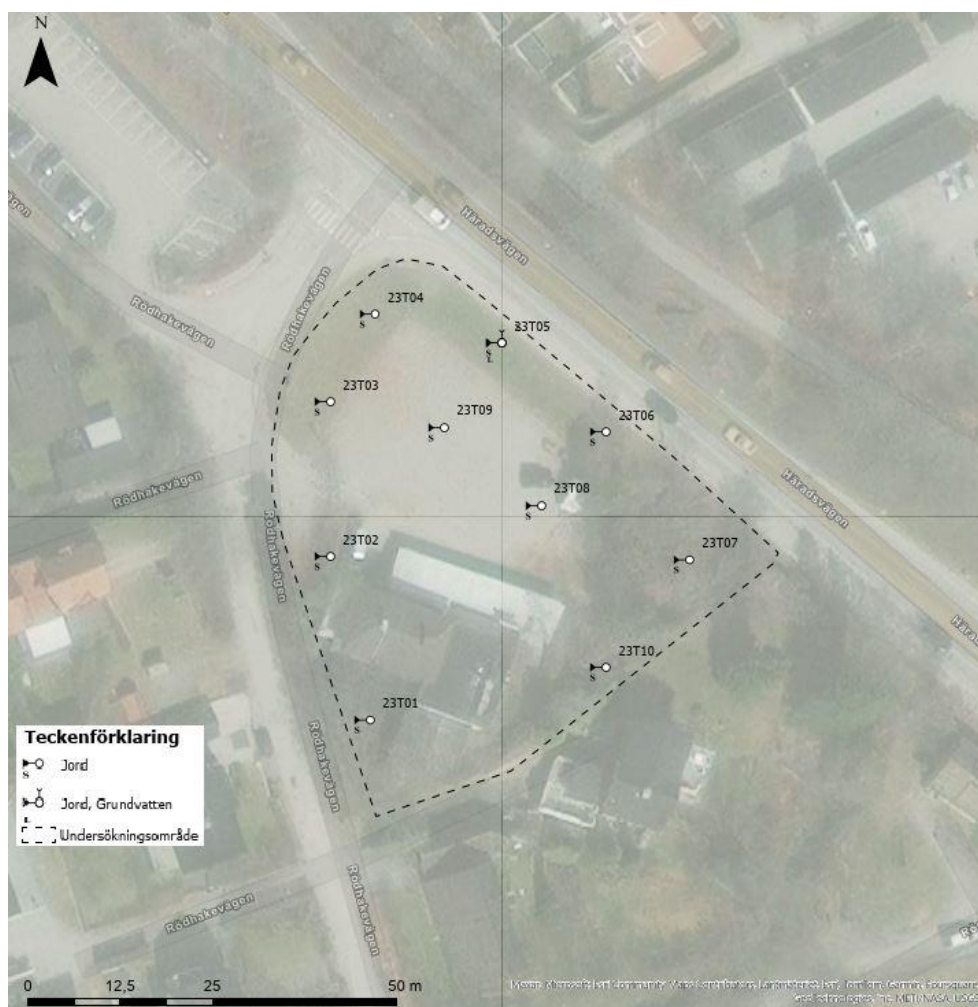 N
Häradsvägen
Rödhakevägen
Rödhakevägen
23T04
S
23T05
S
L
23T03
S
23T09
S
23T06
S
Rödhakevägen
23T08
S
Häradsvägen
Rödhakevägen
23T02
S
23T07
S
23T10
S
23T01
S
Rödhakevägen
Teckenförklaring
S
Jord
Jord, Grundvatten
L
Undersökningsområde
Rödhakevägen
Rödhakevägen
0 12,5 25 50 m